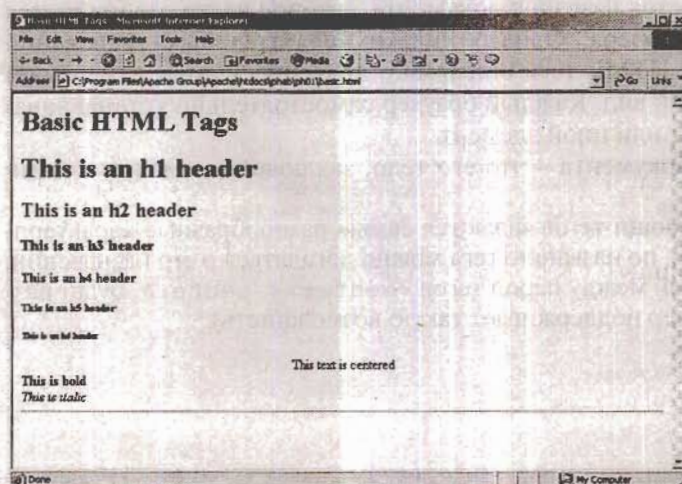 Basic HTML Tags - Microsoft Internet Explorer
File Edit View Favorites Tools Help
Back Search Favorites Media
Address C:\Program Files\Apache Group\Apache\htdocs\phab\ph01\basic.html Go Links
Basic HTML Tags
This is an h1 header
This is an h2 header
This is an h3 header
This is an h4 header
This is an h5 header
This is an h6 header
This text is centered
This is bold
This is italic
Done My Computer